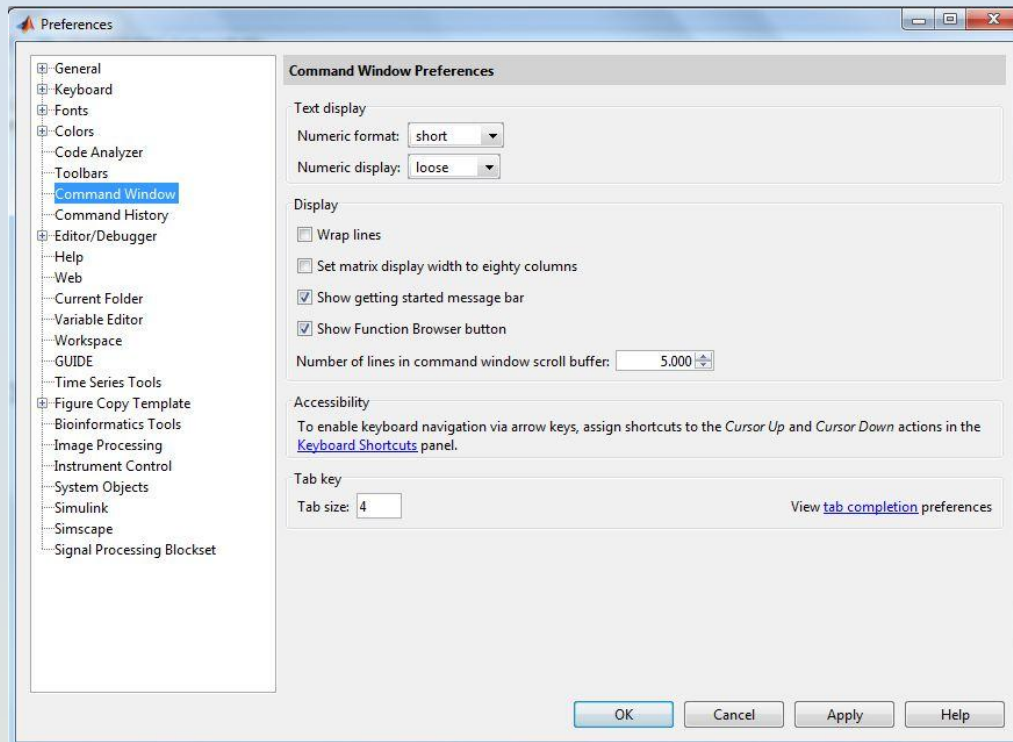 Preferences
General
Keyboard
Fonts
Colors
Code Analyzer
Toolbars
Command Window
Command History
Editor/Debugger
Help
Web
Current Folder
Variable Editor
Workspace
GUIDE
Time Series Tools
Figure Copy Template
Bioinformatics Tools
Image Processing
Instrument Control
System Objects
Simulink
Simscape
Signal Processing Blockset
Command Window Preferences
Text display
Numeric format: short
Numeric display: loose
Display
Wrap lines
Set matrix display width to eighty columns
Show getting started message bar
Show Function Browser button
Number of lines in command window scroll buffer: 5.000
Accessibility
To enable keyboard navigation via arrow keys, assign shortcuts to the Cursor Up and Cursor Down actions in the
Keyboard Shortcuts panel.
Tab key
Tab size: 4 View tab completion preferences
OK Cancel Apply Help